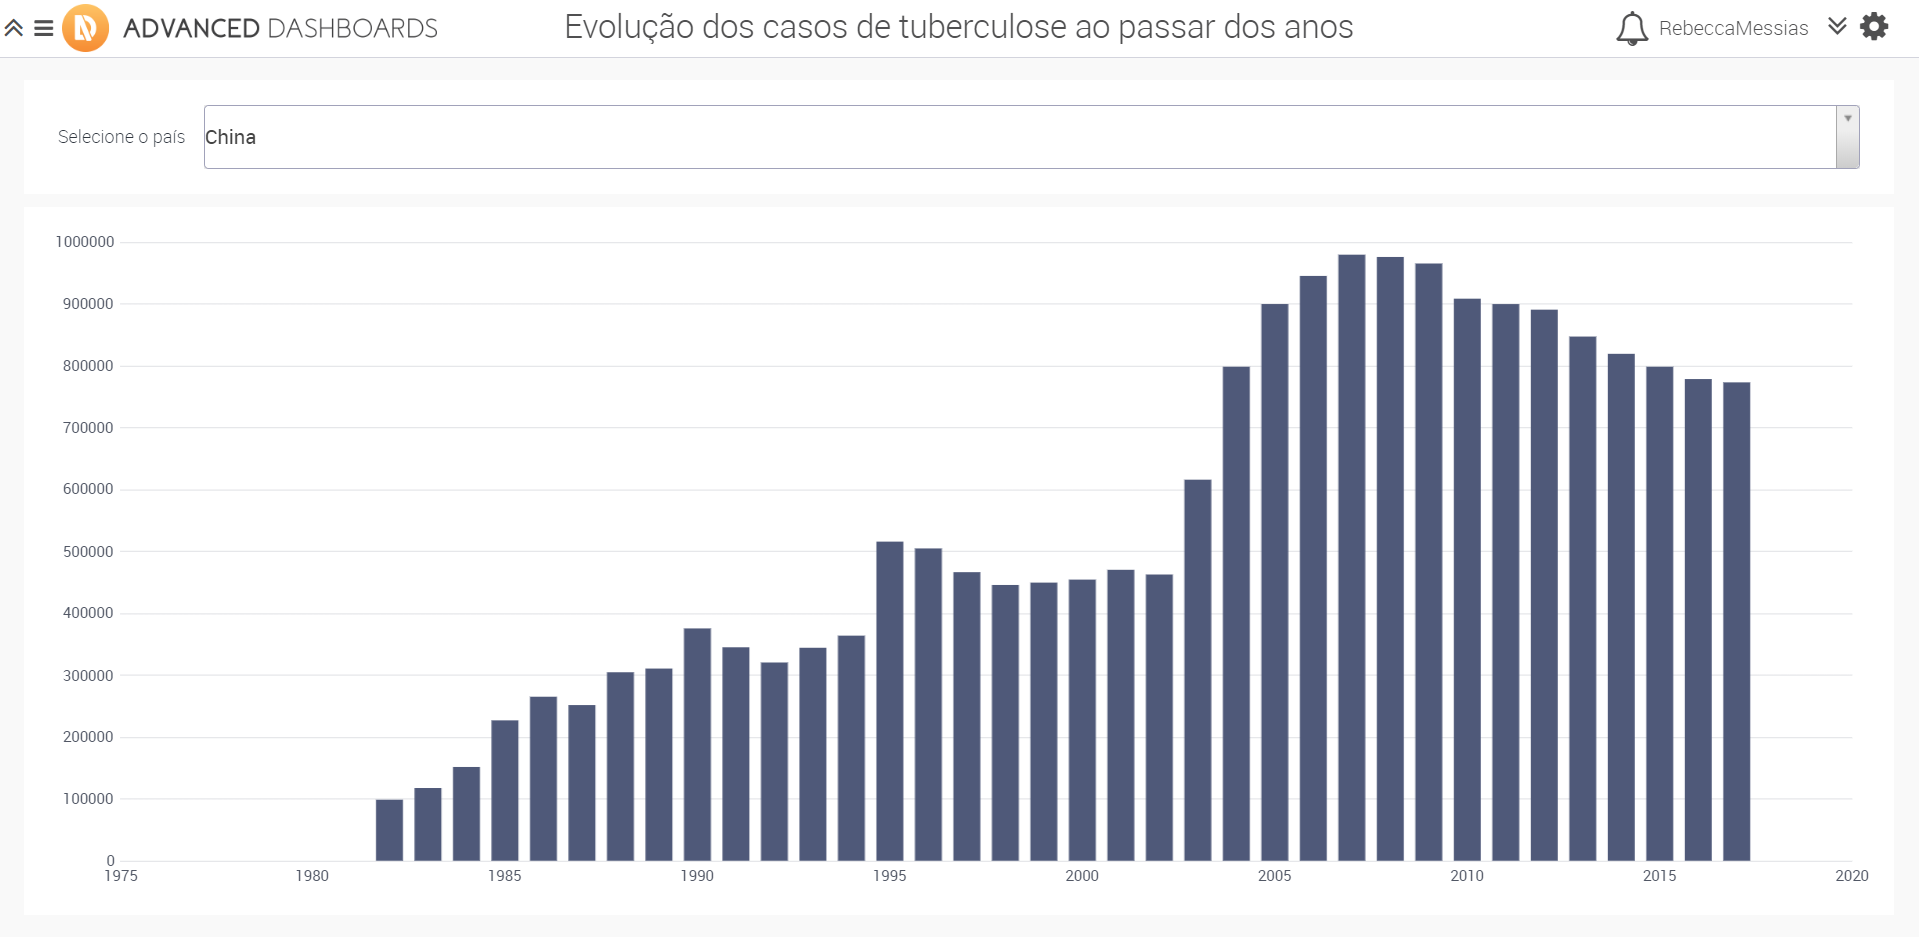 ADVANCED DASHBOARDS
Evolução dos casos de tuberculose ao passar dos anos
RebeccaMessias
Selecione o país
China
1000000
900000
800000
700000
600000
500000
400000
300000
200000
100000
0
1975 1980 1985 1990 1995 2000 2005 2010 2015 2020